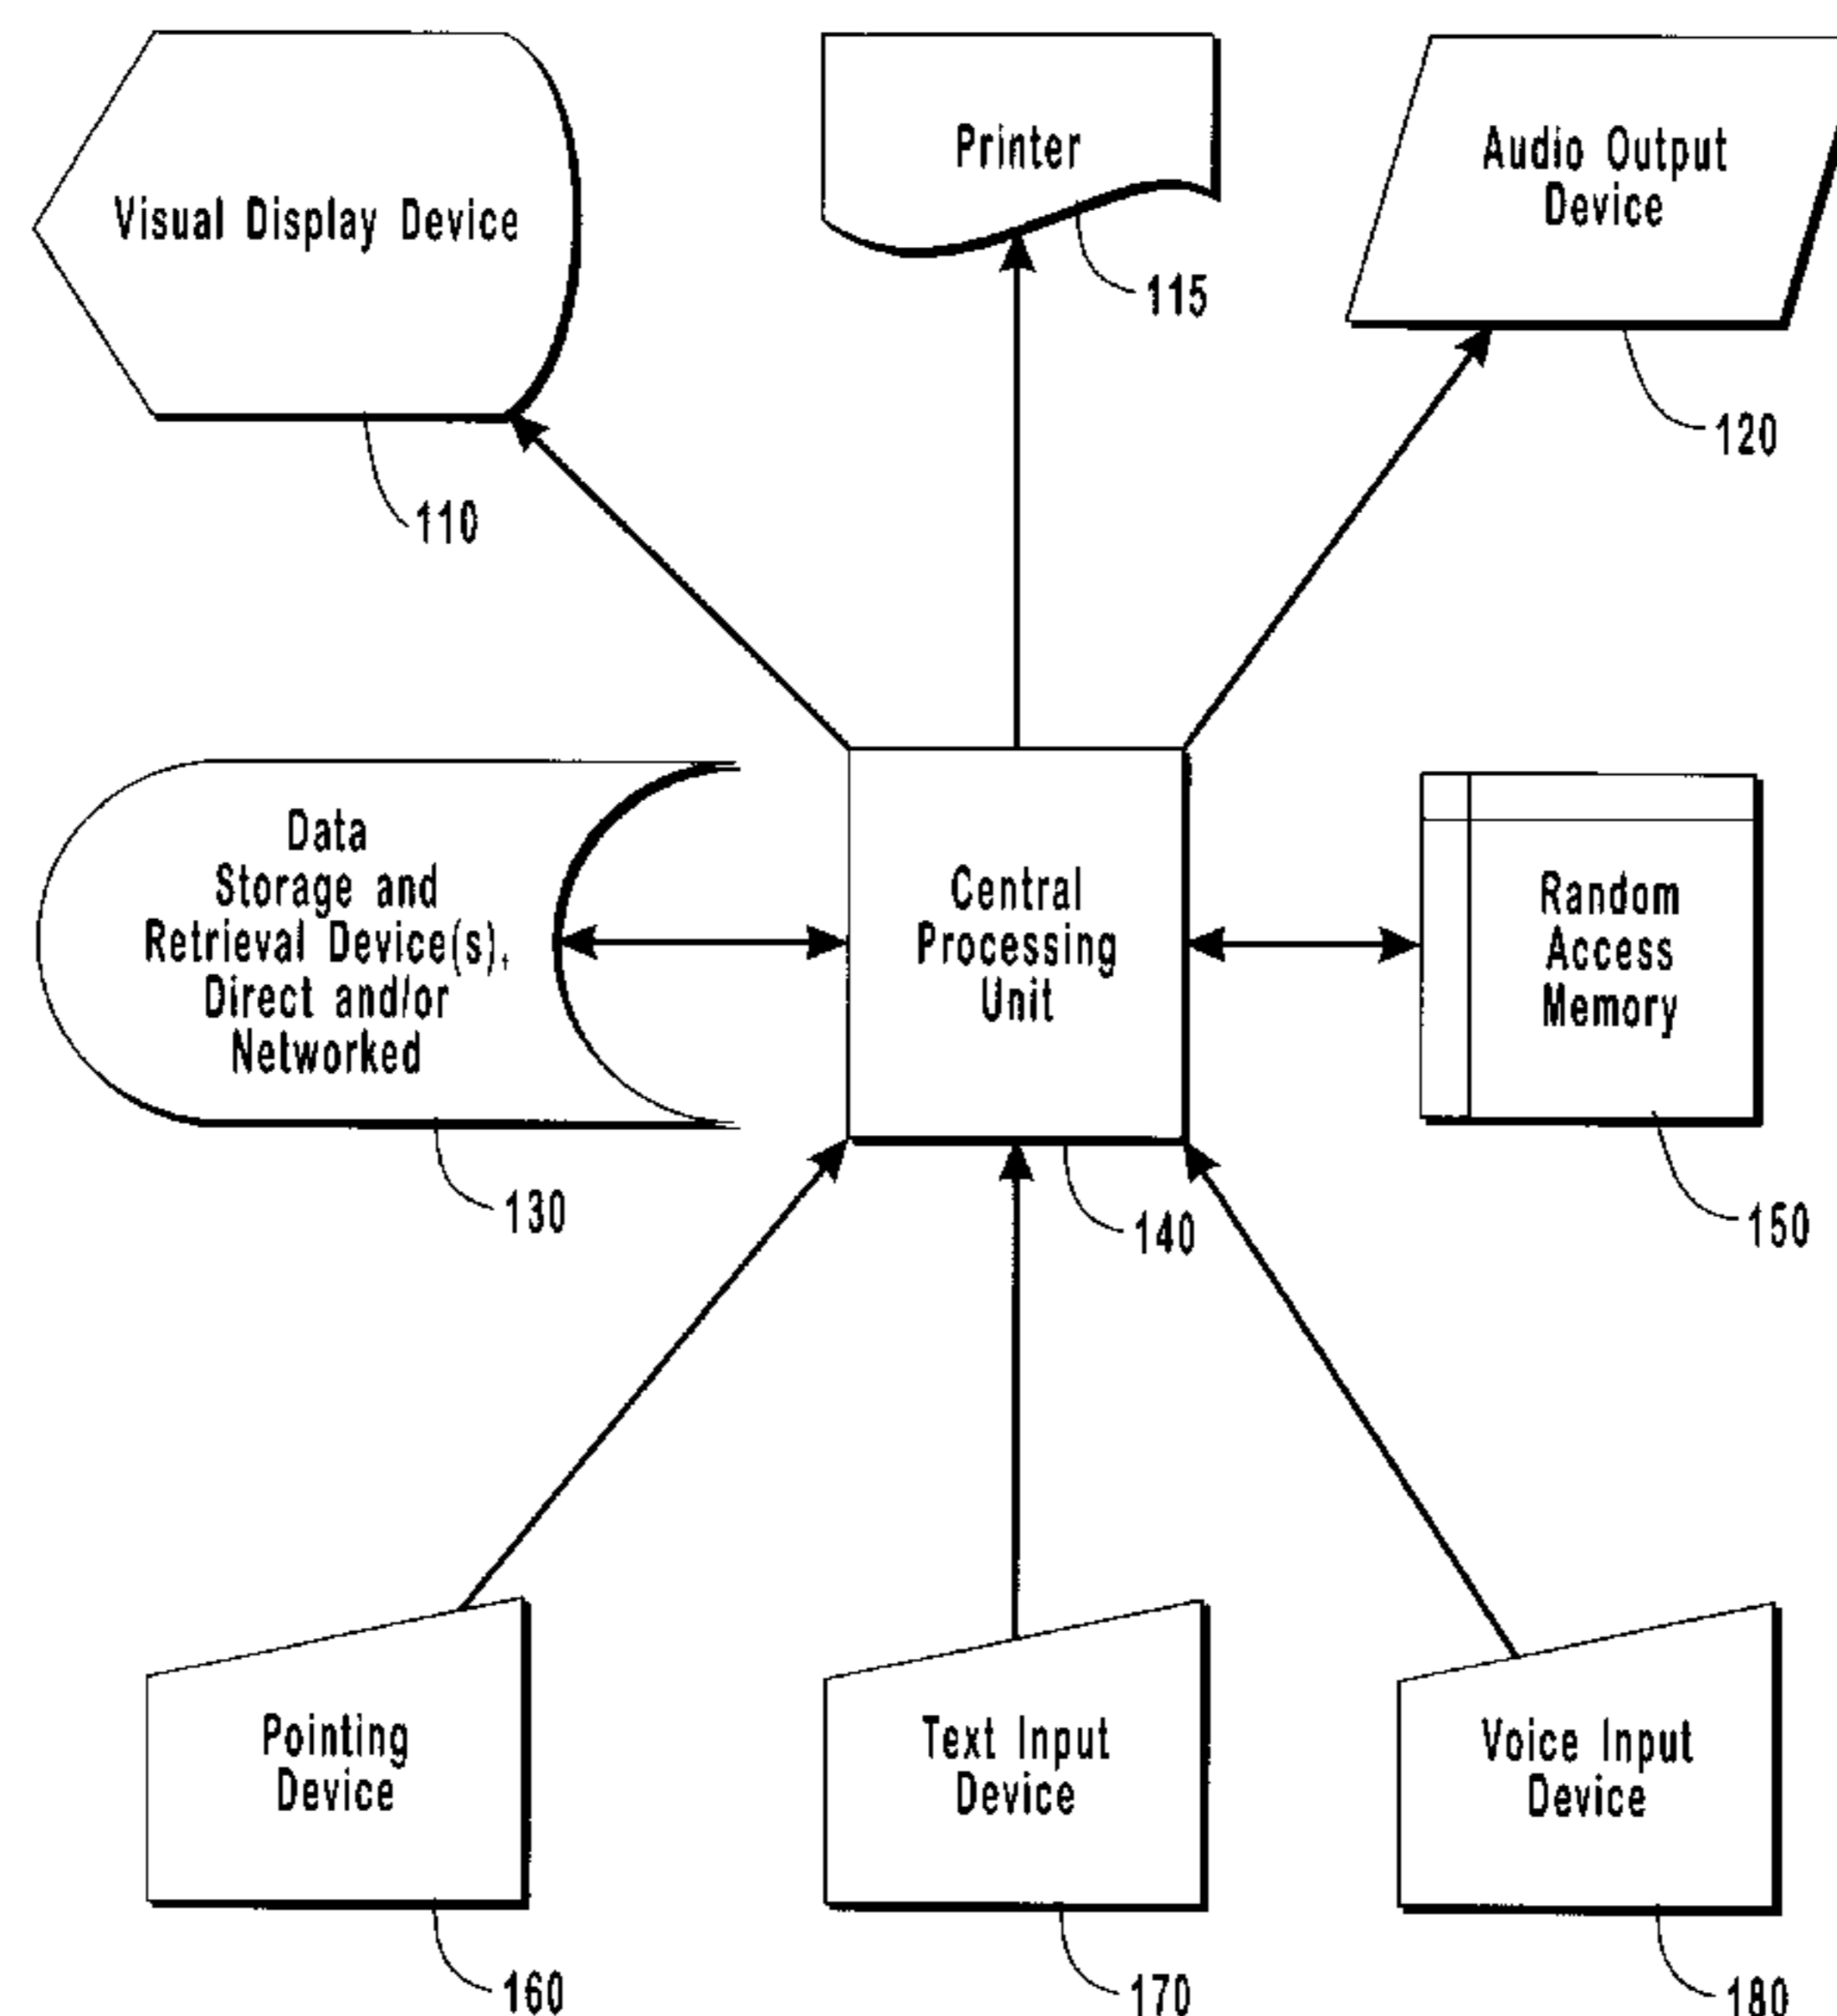 Visual Display Device
110
Printer
115
Audio Output
Device
120
Data
Storage and
Retrieval Device(s),
Direct and/or
Networked
130
Central
Processing
Unit
140
Random
Access
Memory
150
Pointing
Device
160
Text Input
Device
170
Voice Input
Device
180